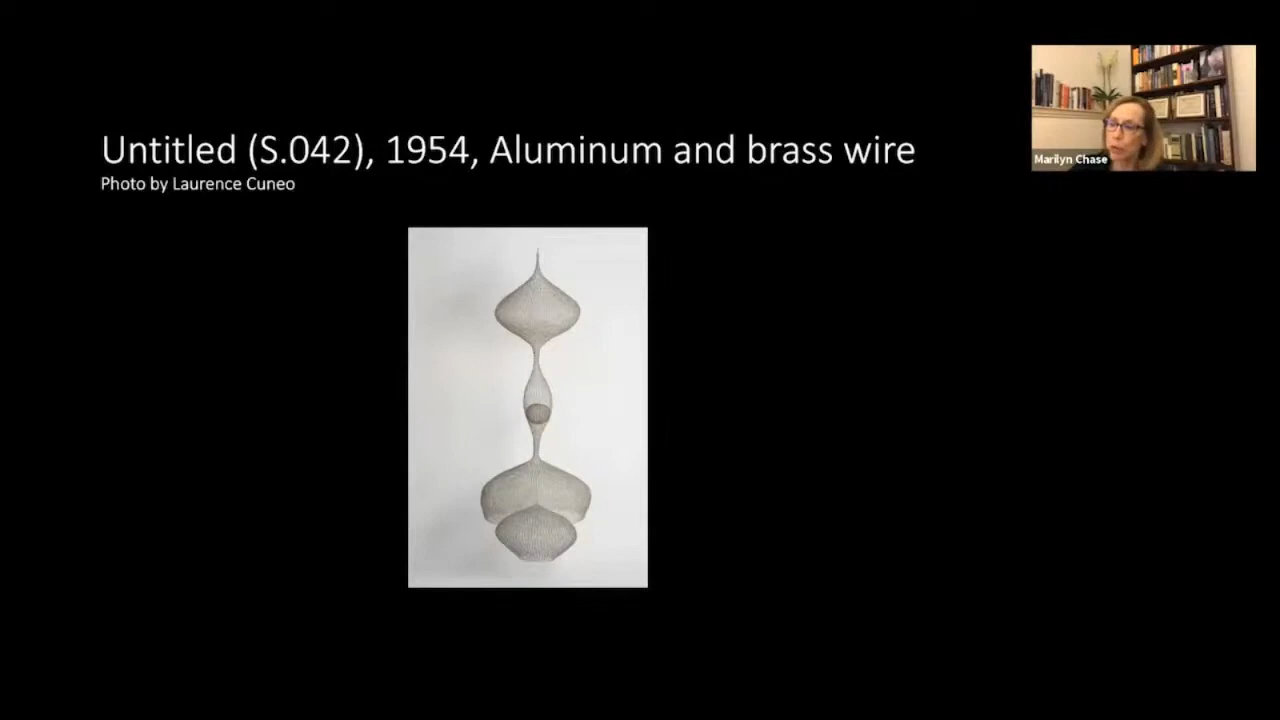 Untitled (S.042), 1954, Aluminum and brass wire
Photo by Laurence Cuneo
Marilyn Chase